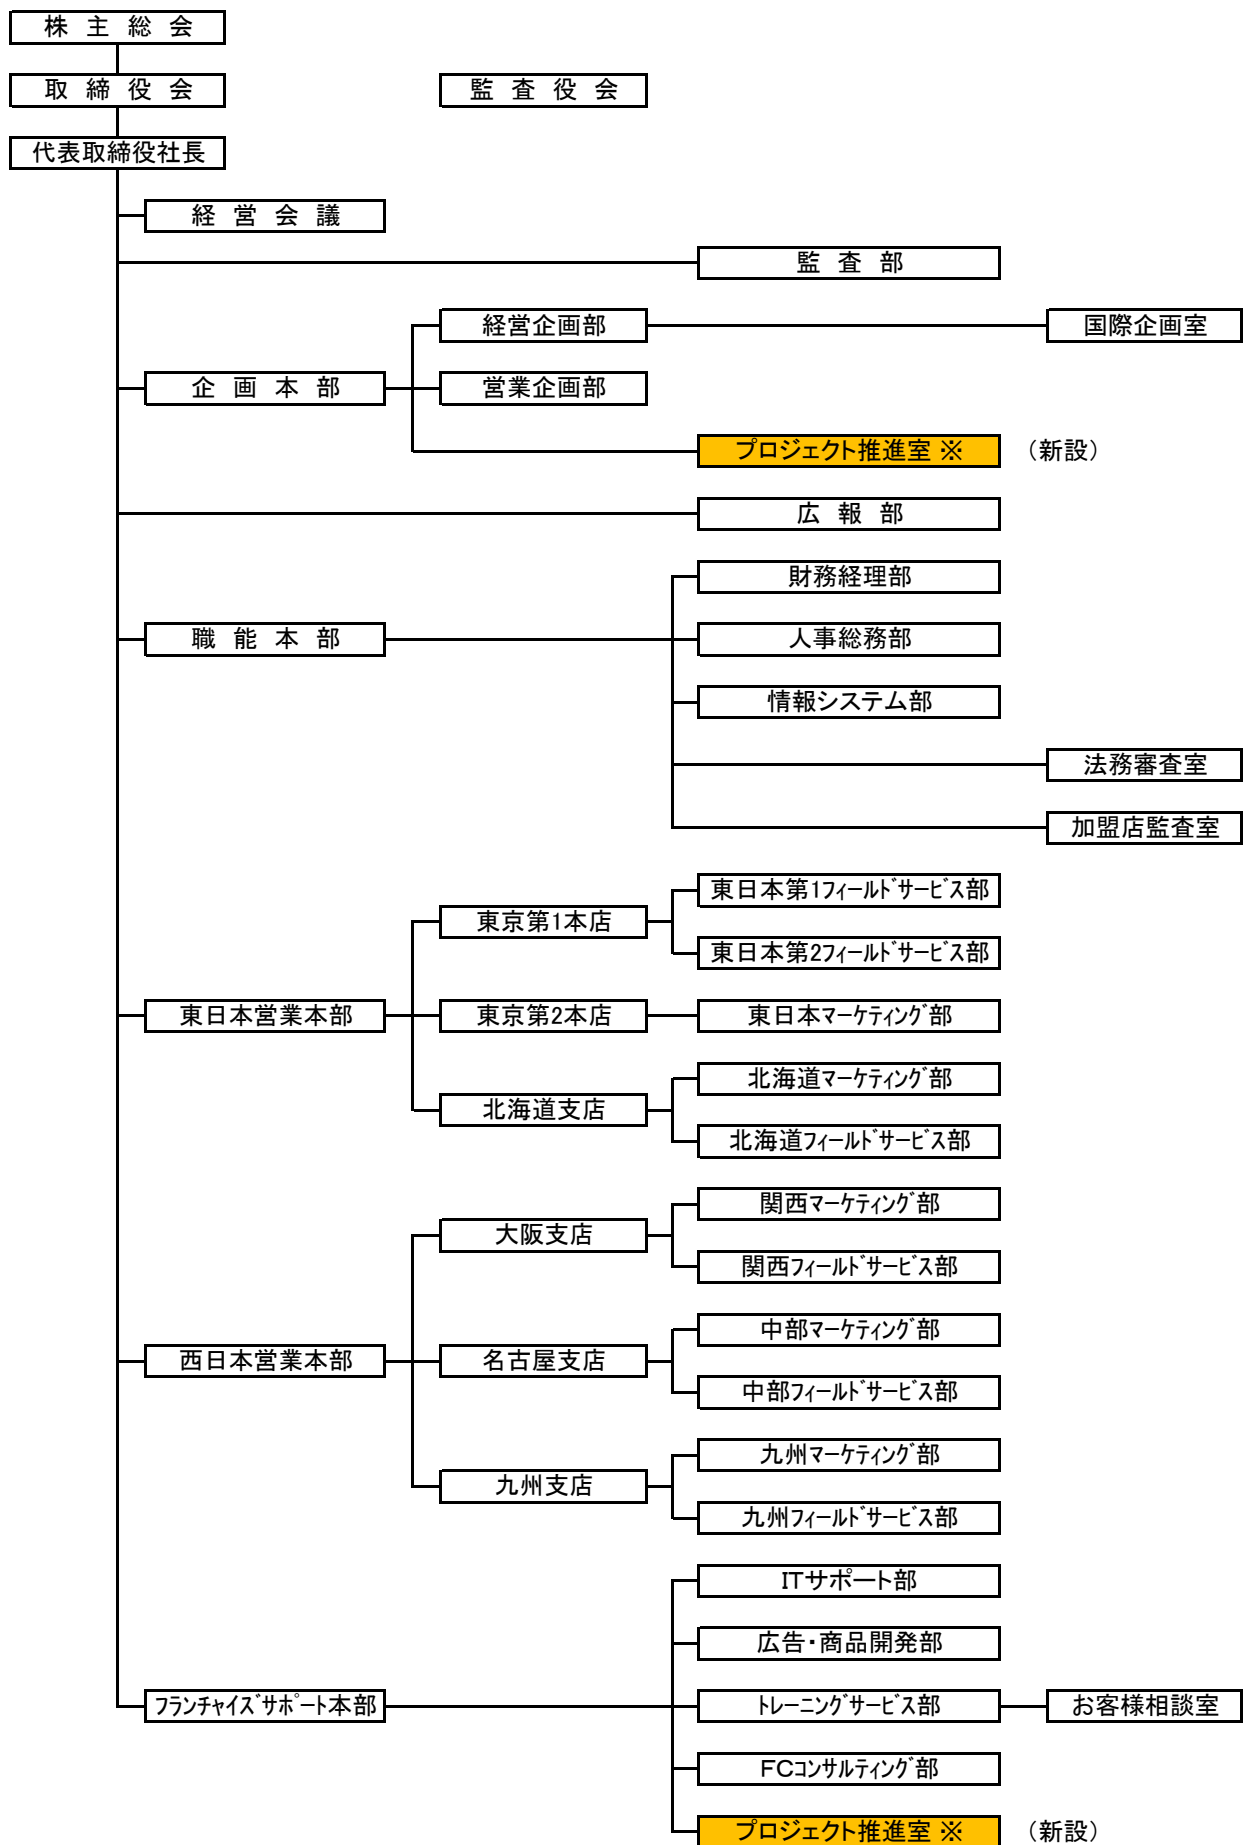 株主総会
取締役会
監査役会
代表取締役社長
経営会議
監査部
経営企画部
国際企画室
企画本部
営業企画部
プロジェクト推進室 ※
（新設）
広報部
財務経理部
職能本部
人事総務部
情報システム部
法務審査室
加盟店監査室
東日本第1フィールドサービス部
東京第1本店
東日本第2フィールドサービス部
東日本営業本部
東京第2本店
東日本マーケティング部
北海道マーケティング部
北海道支店
北海道フィールドサービス部
関西マーケティング部
大阪支店
関西フィールドサービス部
中部マーケティング部
西日本営業本部
名古屋支店
中部フィールドサービス部
九州マーケティング部
九州支店
九州フィールドサービス部
ITサポート部
広告・商品開発部
フランチャイズサポート本部
トレーニングサービス部
お客様相談室
FCコンサルティング部
プロジェクト推進室 ※
（新設）